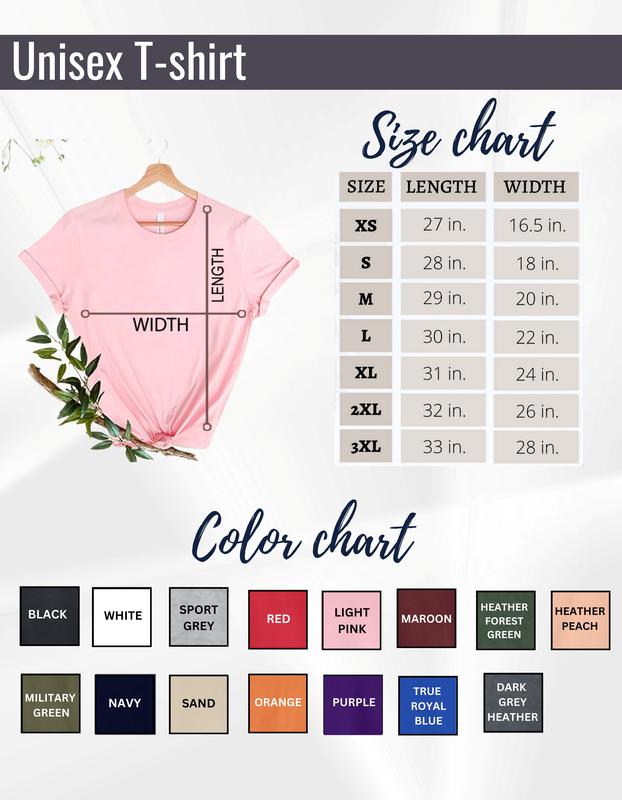 Unisex T-shirt
Size chart
SIZE LENGTH WIDTH
XS 27 in. 16.5 in.
S 28 in. 18 in.
M 29 in. 20 in.
L 30 in. 22 in.
XL 31 in. 24 in.
2XL 32 in. 26 in.
3XL 33 in. 28 in.
LENGTH
WIDTH
Color chart
BLACK
WHITE
SPORT
GREY
RED
LIGHT
PINK
MAROON
HEATHER
FOREST
GREEN
HEATHER
PEACH
MILITARY
GREEN
NAVY
SAND
ORANGE
PURPLE
TRUE
ROYAL
BLUE
DARK
GREY
HEATHER